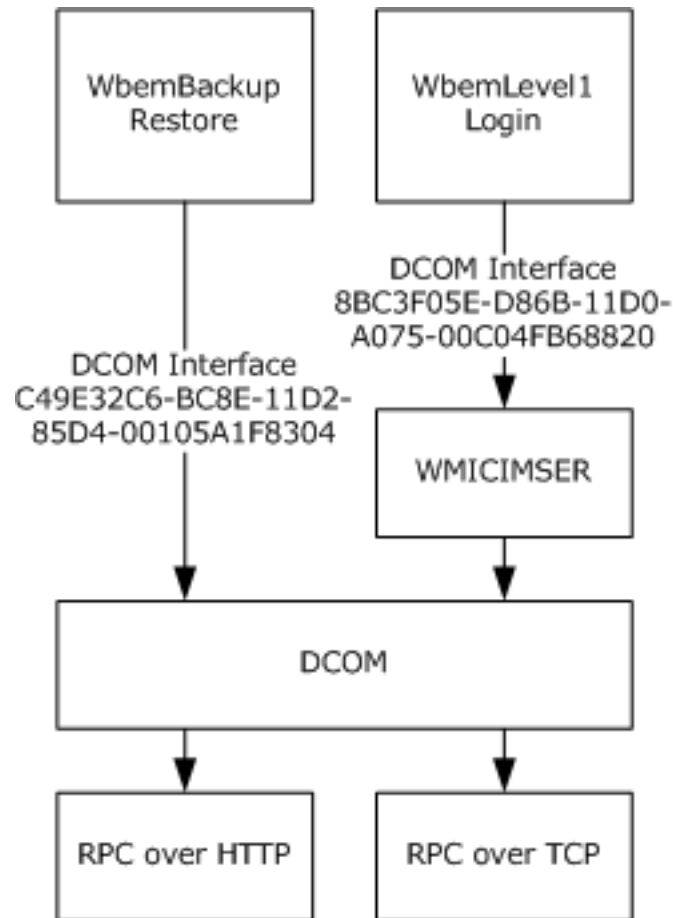 WbemBackup
Restore
WbemLevel1
Login
DCOM Interface
8BC3F05E-D86B-11D0-
A075-00C04FB68820
DCOM Interface
C49E32C6-BC8E-11D2-
85D4-00105A1F8304
WMICIMSER
DCOM
RPC over HTTP
RPC over TCP